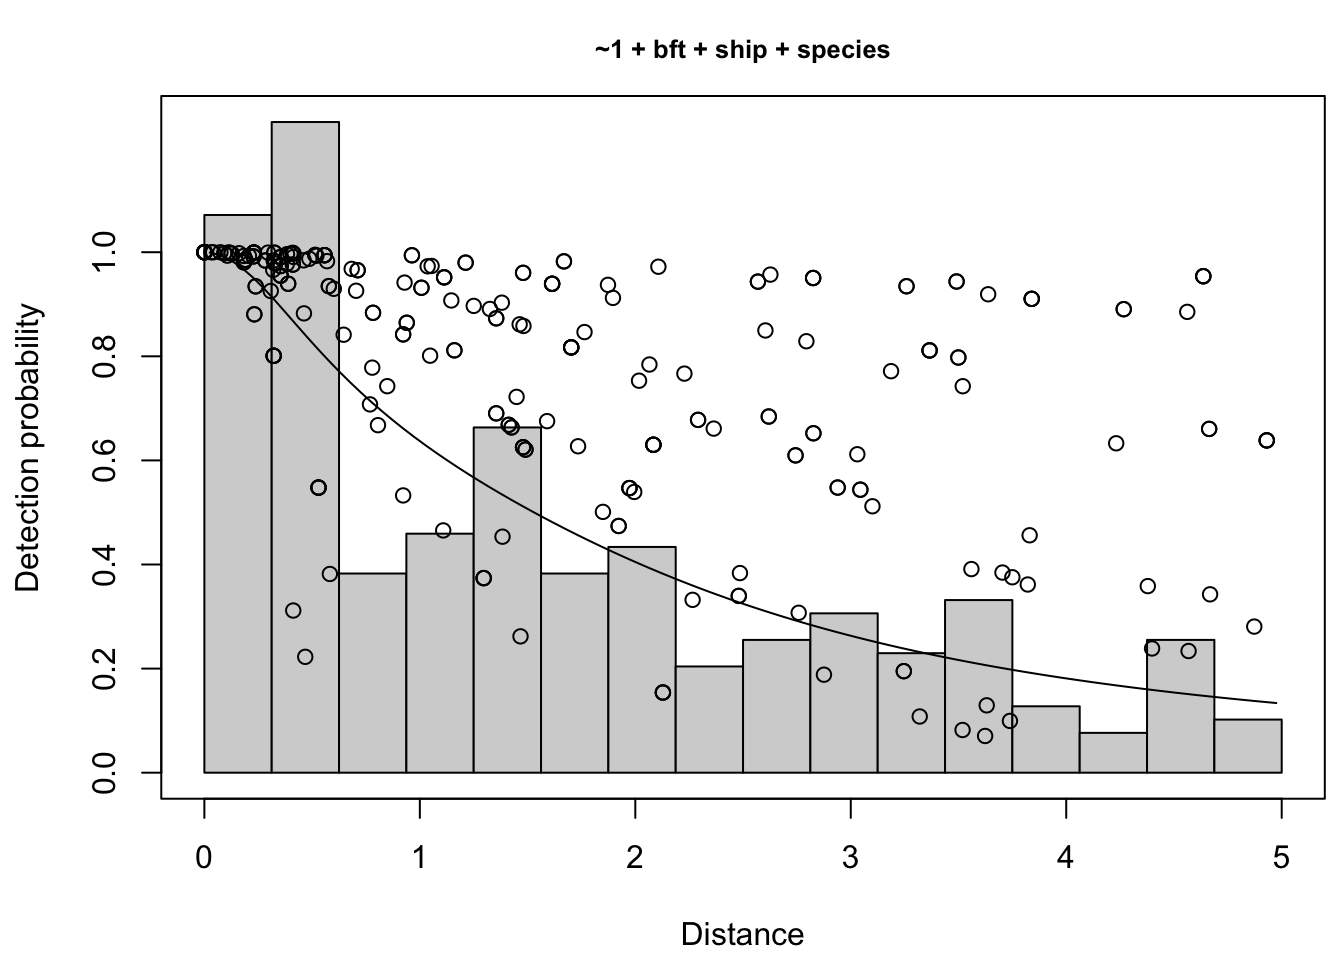 ~1 + bft + ship + species
Detection probability
1.0
0.8
0.6
0.4
0.2
0.0
0 1 2 3 4 5
Distance